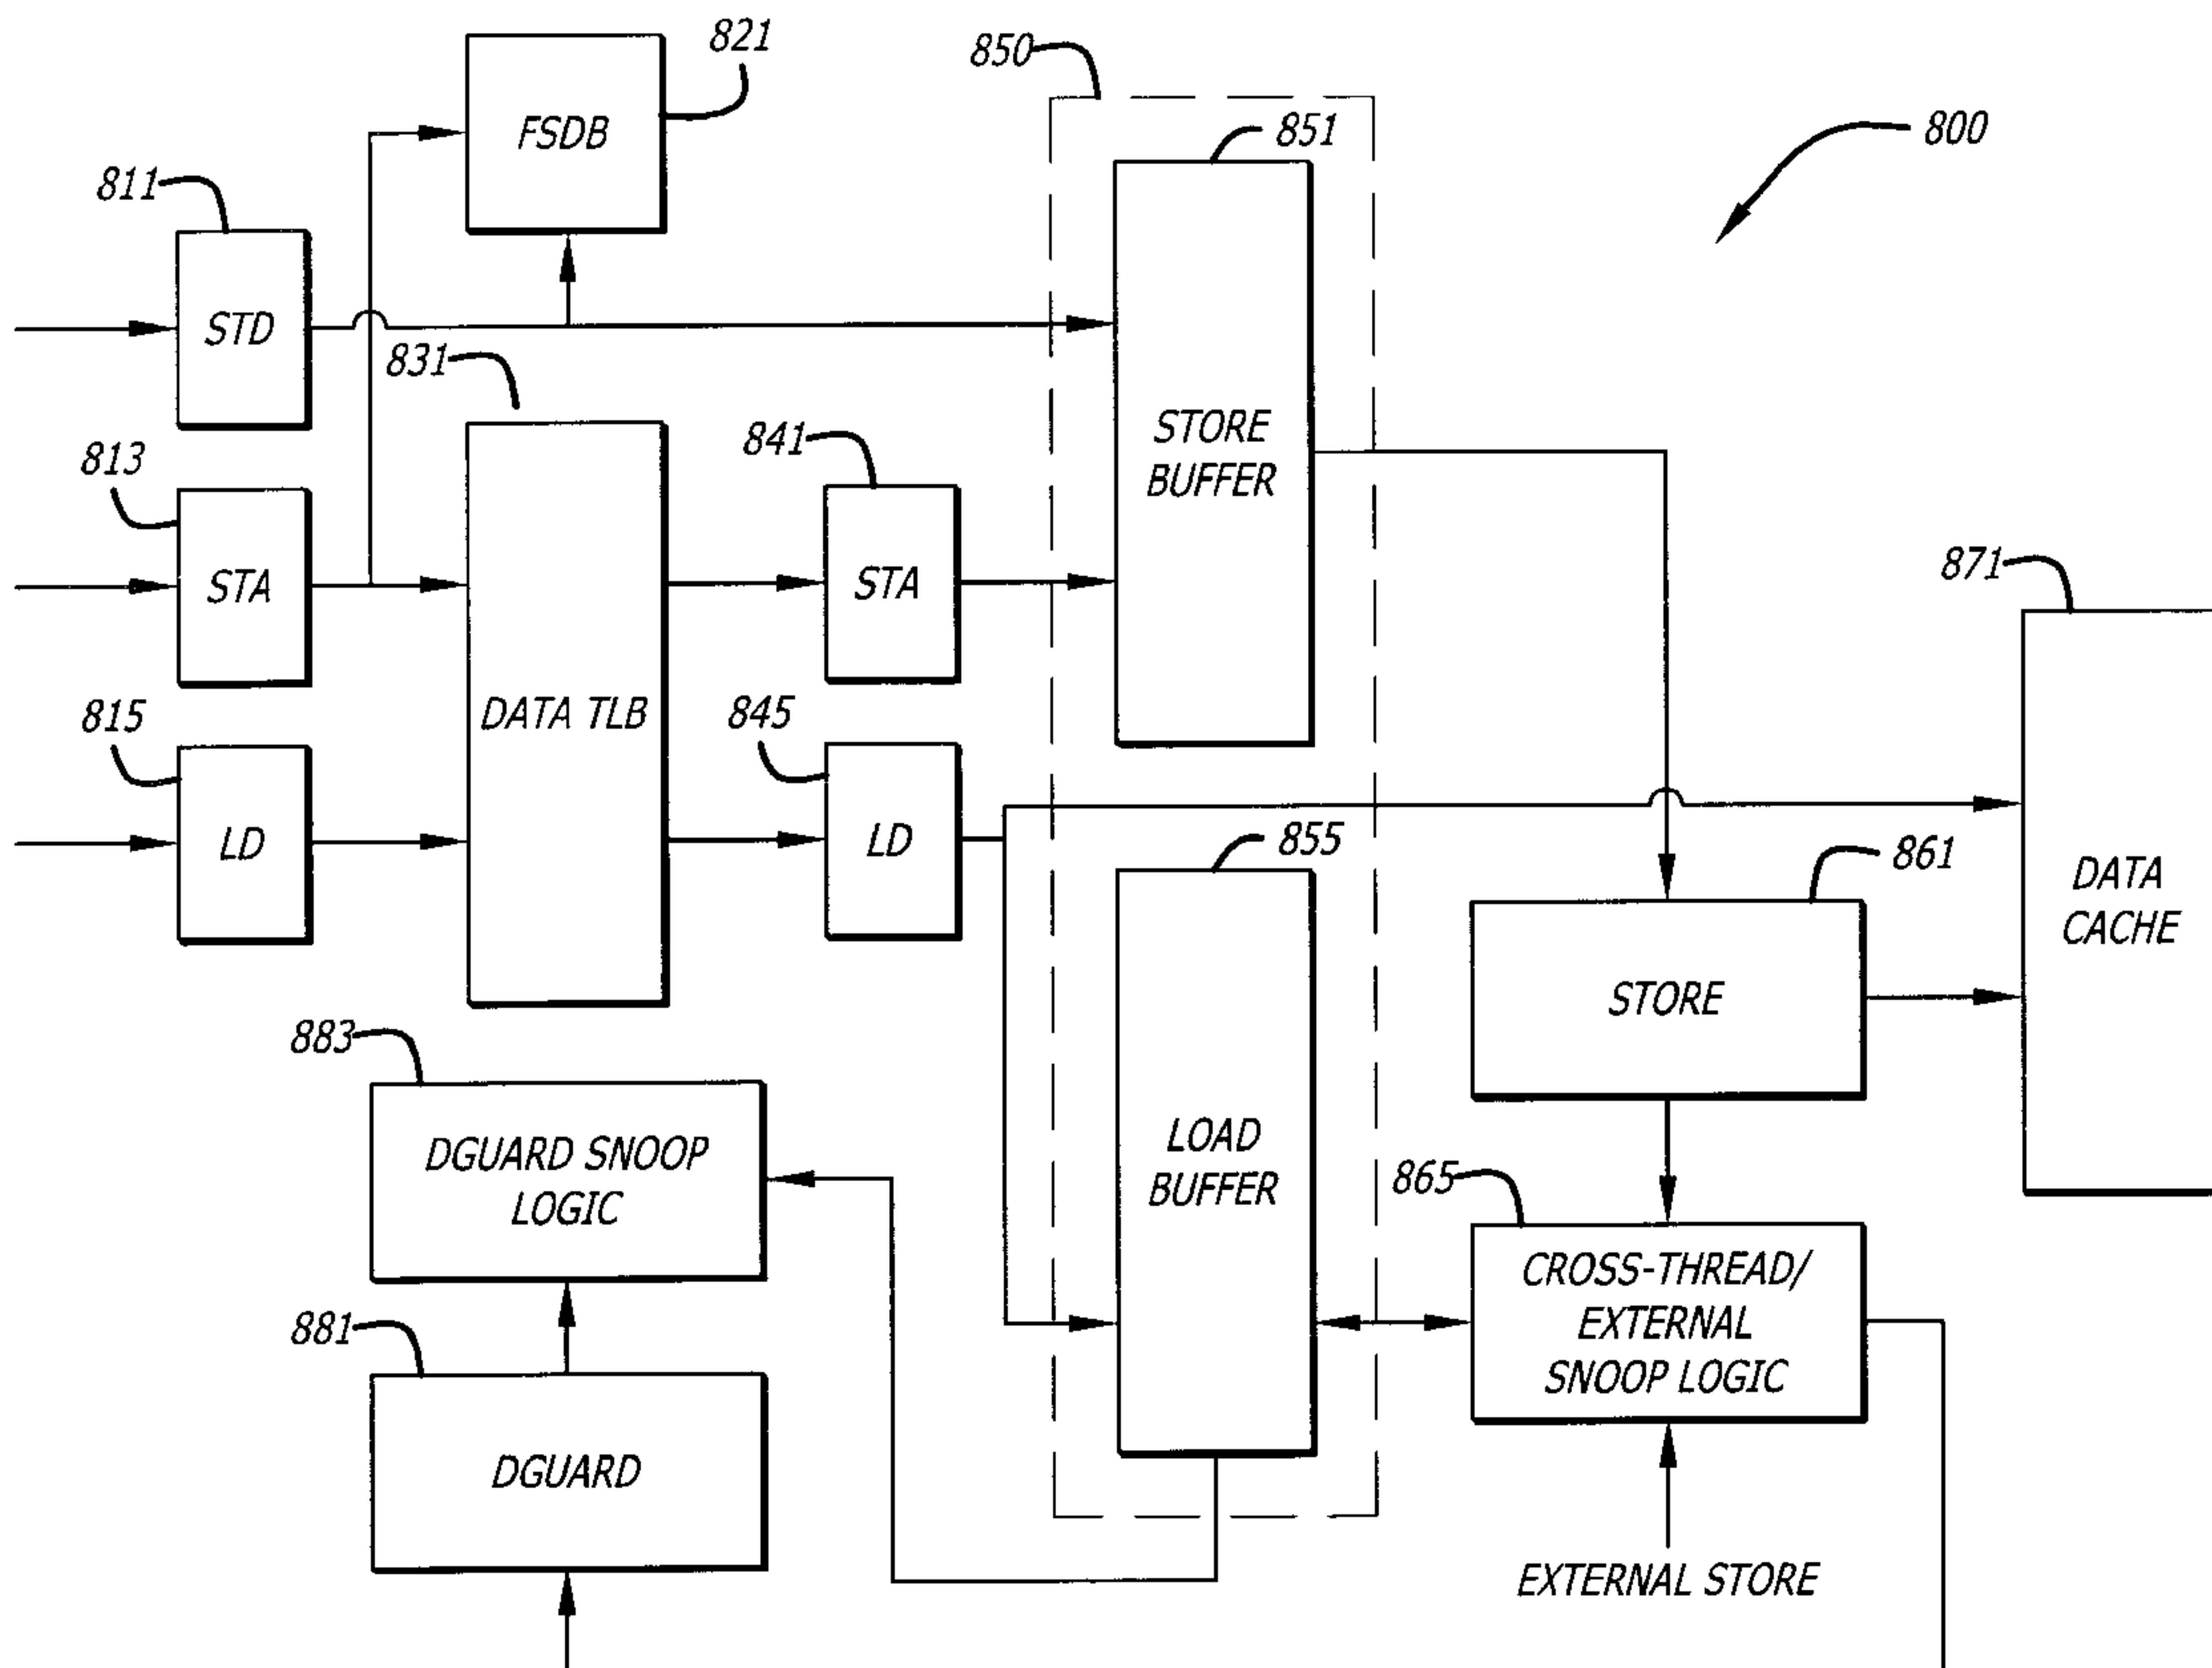 821
850
851
800
FSDB
811
STD
831
STORE
BUFFER
841
813
STA
STA
871
DATA TLB
815
845
LD
LD
855
861
DATA
CACHE
STORE
883
DGUARD SNOOP
LOGIC
LOAD
BUFFER
865
CROSS-THREAD/
EXTERNAL
SNOOP LOGIC
881
DGUARD
EXTERNAL STORE